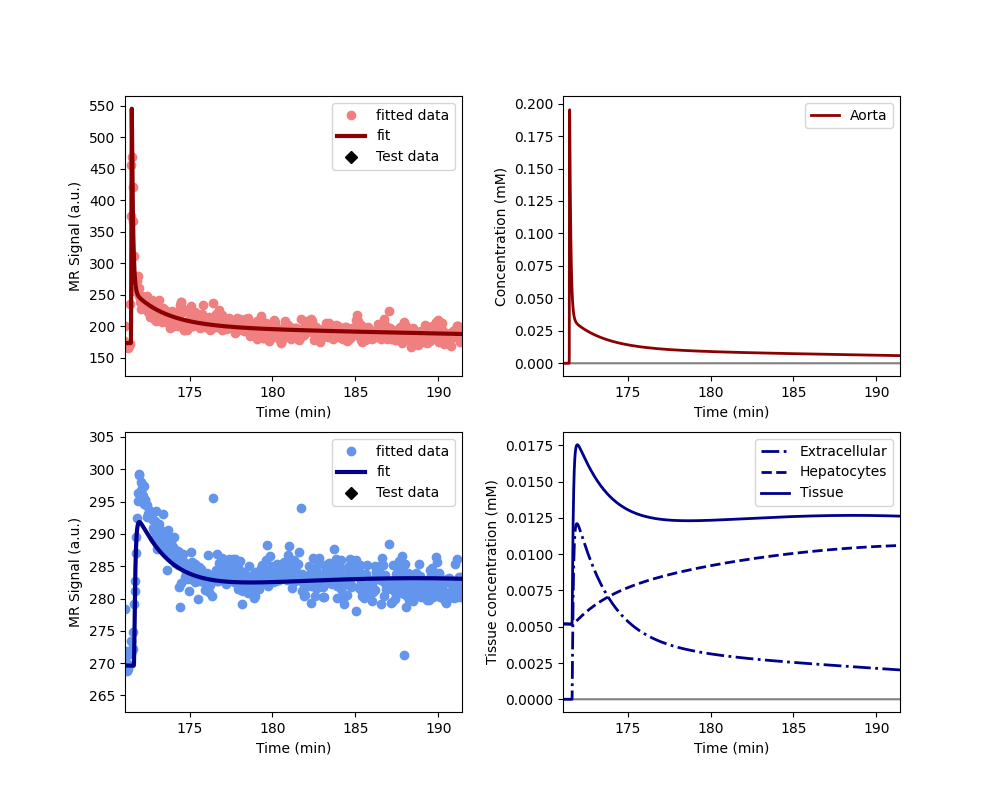 550
500
450
400
350
300
250
200
150
MR Signal (a.u.)
175
180
185
190
Time (min)
fitted data
fit
Test data
0.200
0.175
0.150
0.125
0.100
0.075
0.050
0.025
0.000
Concentration (mM)
175
180
185
190
Time (min)
Aorta
305
300
295
290
285
280
275
270
265
MR Signal (a.u.)
175
180
185
190
Time (min)
fitted data
fit
Test data
0.0175
0.0150
0.0125
0.0100
0.0075
0.0050
0.0025
0.0000
Tissue concentration (mM)
175
180
185
190
Time (min)
Extracellular
Hepatocytes
Tissue